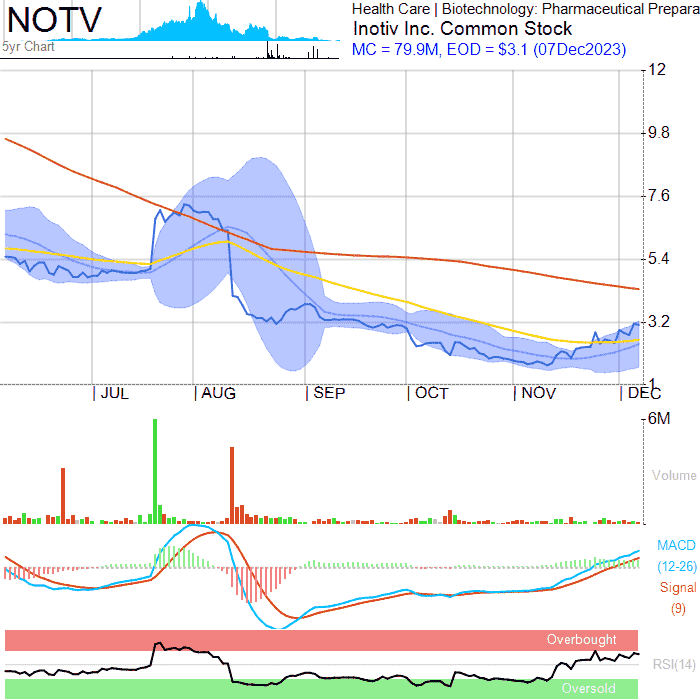 NOTV
5yr Chart
Health Care | Biotechnology: Pharmaceutical Prepara
Inotiv Inc. Common Stock
MC = 79.9M, EOD = $3.1 (07Dec2023)
12
9.8
7.6
5.4
3.2
1
JUL AUG SEP OCT NOV DEC
6M
Volume
MACD
(12-26)
Signal
(9)
Overbought
RSI(14)
Oversold